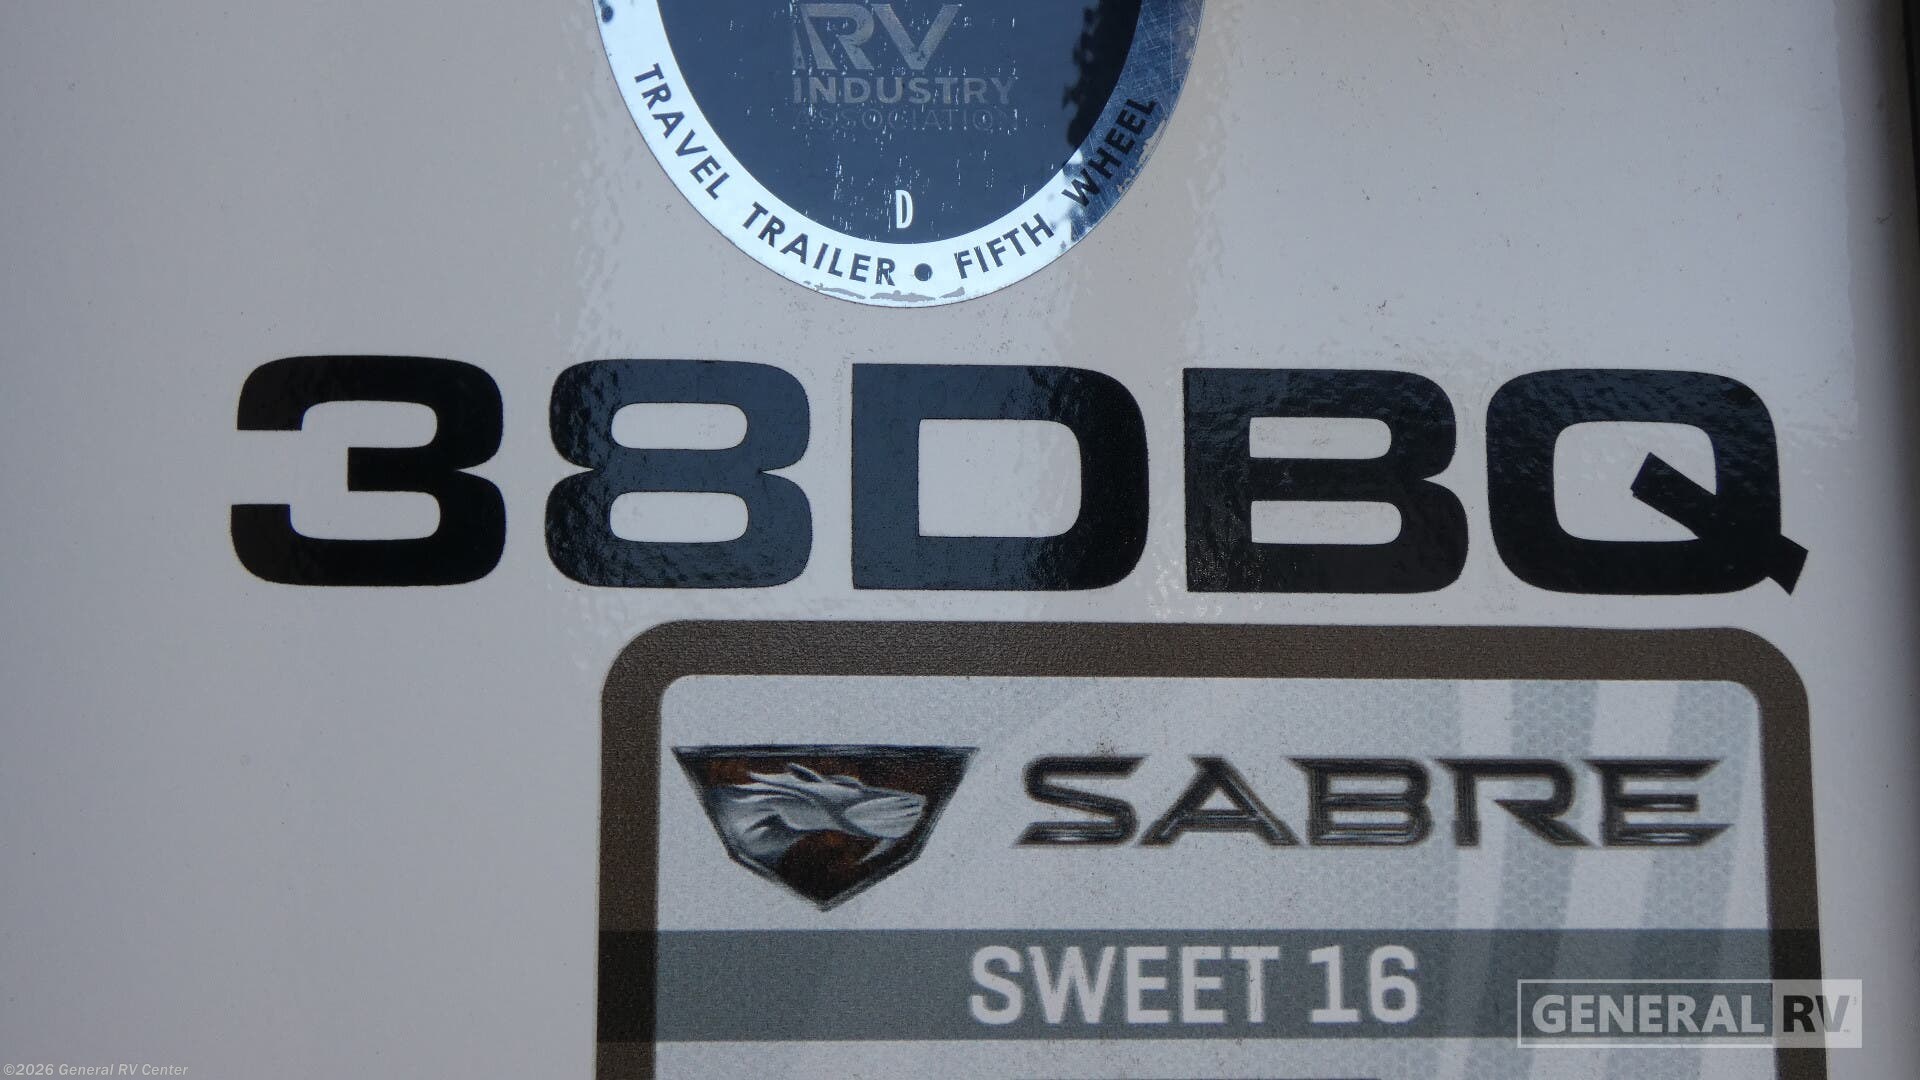 RV
INDUSTRY
ASSOCIATION
D
TRAVEL TRAILER • FIFTH WHEEL
38DBQ
SABRE
SWEET 16
GENERAL RV
©2026 General RV Center